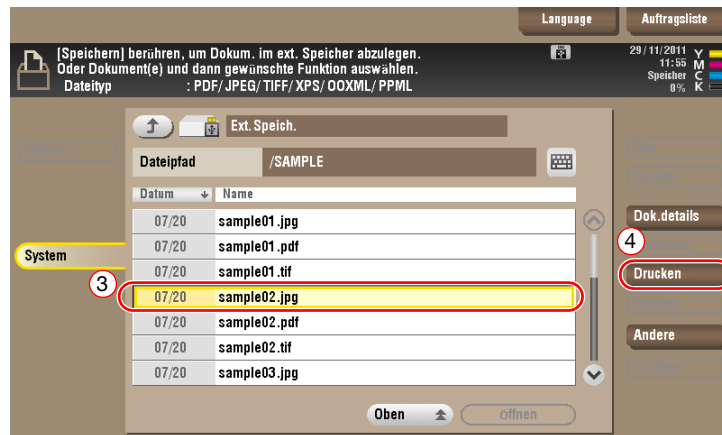 Language
Auftragsliste
[Speichern] berühren, um Dokum. im ext. Speicher abzulegen.
Oder Dokument(e) und dann gewünschte Funktion auswählen.
Dateityp : PDF/JPEG/TIFF/XPS/OOXML/PPML
29/11/2011
11:55
Speicher
0%
Y
M
C
K
Ext. Speich.
Dateipfad /SAMPLE
Datum Name
07/20 sample01.jpg
07/20 sample01.pdf
07/20 sample01.tif
07/20 sample02.jpg
07/20 sample02.pdf
07/20 sample02.tif
07/20 sample03.jpg
System
3
Dok.details
4
Drucken
Andere
Oben
Öffnen